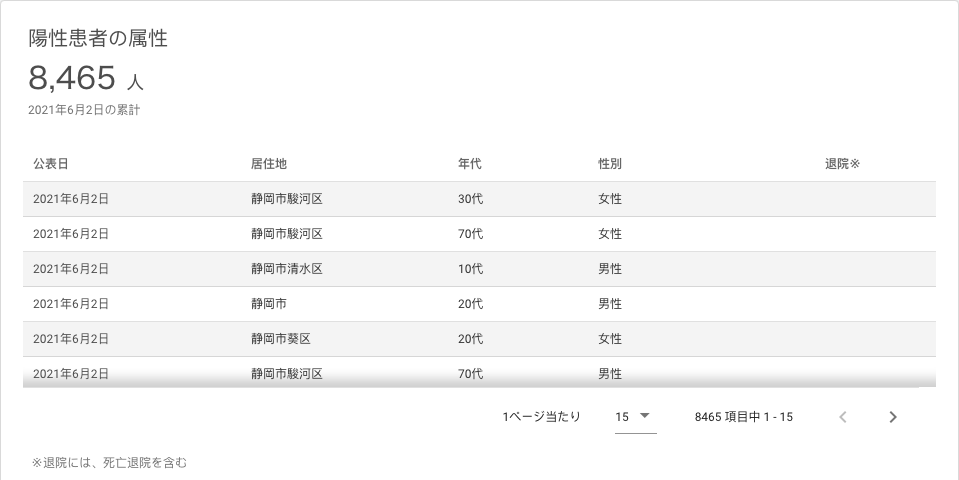 陽性患者の属性
8,465 人
2021年6月2日の累計
公表日 居住地 年代 性別 退院※
2021年6月2日 静岡市駿河区 30代 女性
2021年6月2日 静岡市駿河区 70代 女性
2021年6月2日 静岡市清水区 10代 男性
2021年6月2日 静岡市 20代 男性
2021年6月2日 静岡市葵区 20代 女性
2021年6月2日 静岡市駿河区 70代 男性
1ページ当たり 15 8465 項目中 1 - 15
※退院には、死亡退院を含む